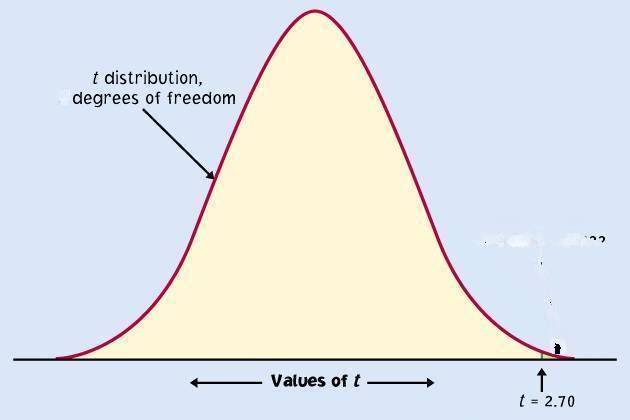 t distribution,
degrees of freedom
Values of t
t = 2.70